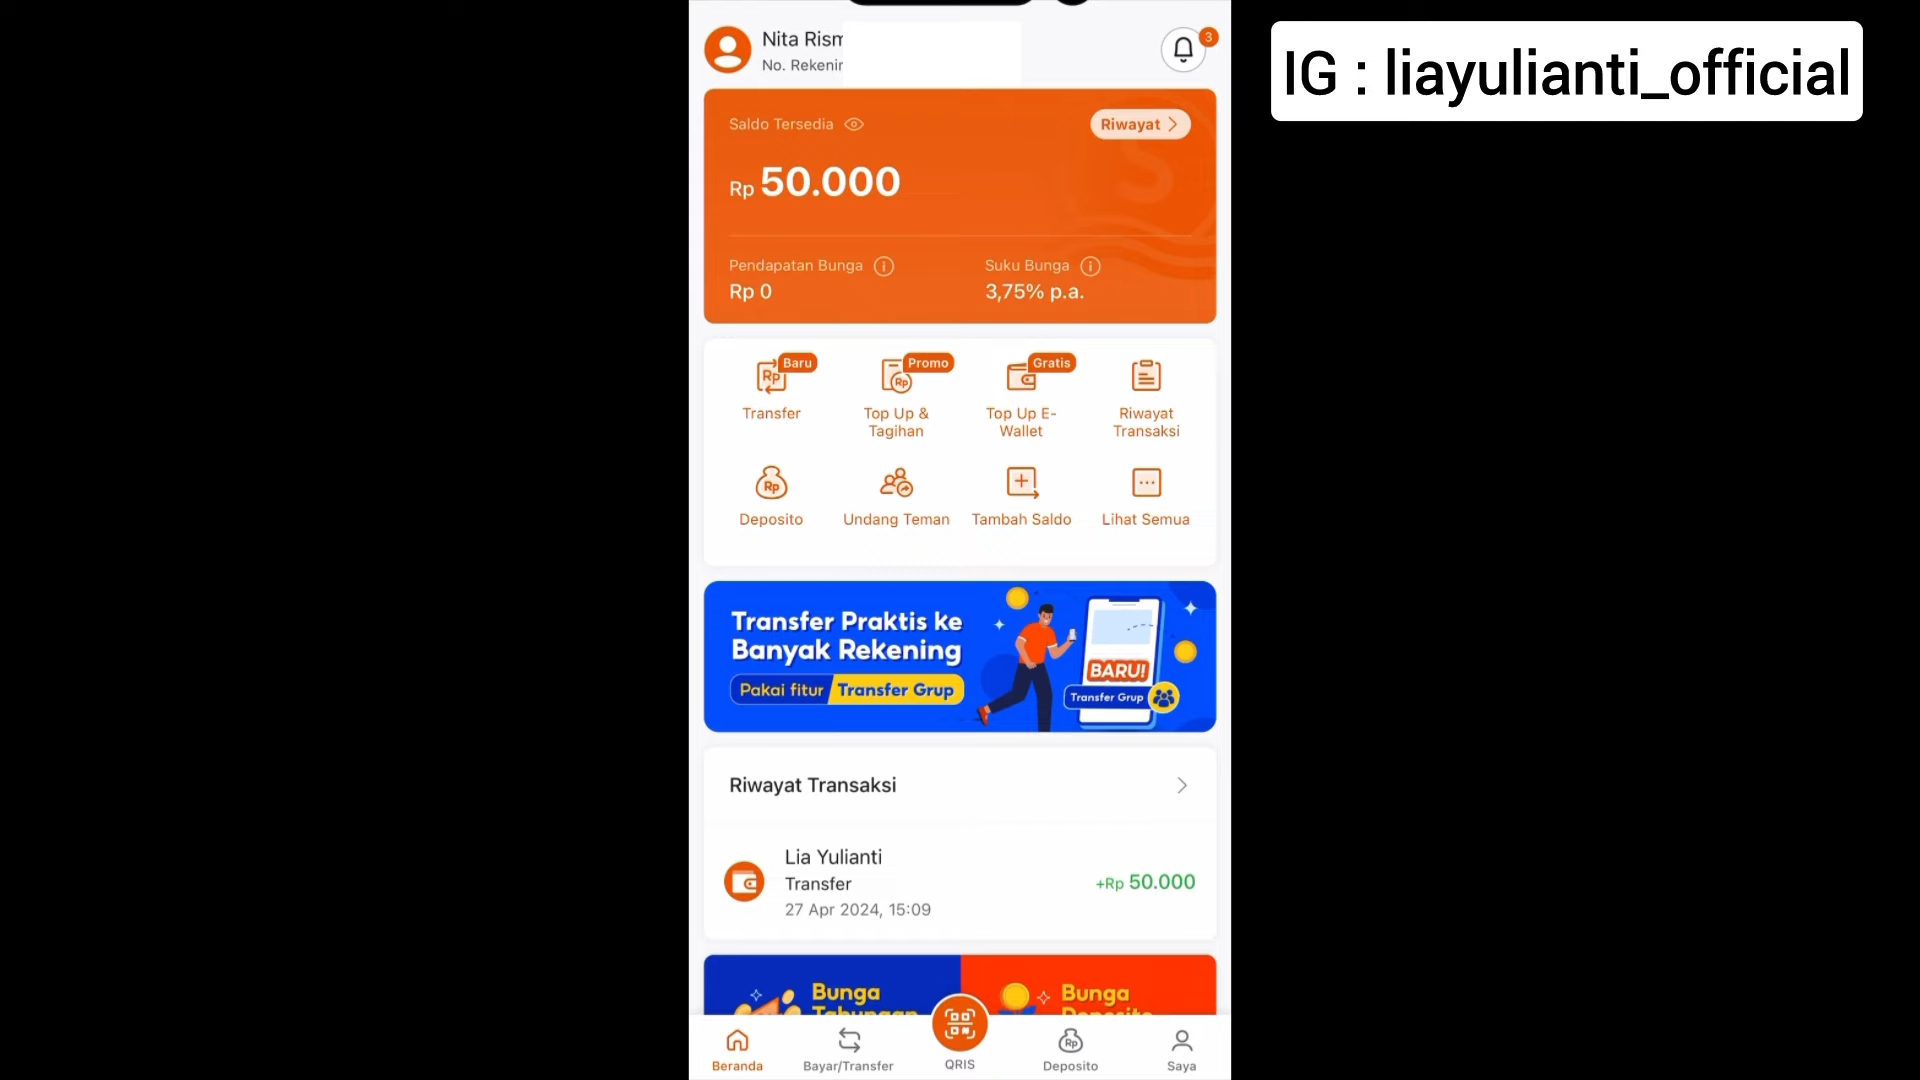 IG : liayulianti_official
Nita
No.
3
Saldo Tersedia
Riwayat
Rp 50.000
Pendapatan Bunga
Suku Bunga
Rp 0
3,75% p.a.
Baru
Promo
Gratis
Transfer
Top Up &
Tagihan
Top Up E-
Wallet
Riwayat
Transaksi
Deposito
Undang Teman
Tambah Saldo
Lihat Semua
Transfer Praktis ke
Banyak Rekening
Pakai fitur Transfer Grup
BARU!
Transfer Grup
Riwayat Transaksi
Lia Yulianti
Transfer
+Rp 50.000
27 Apr 2024, 15:09
Bunga
Tabungan
Bunga
Deposito
Beranda
Bayar/Transfer
QRIS
Deposito
Saya